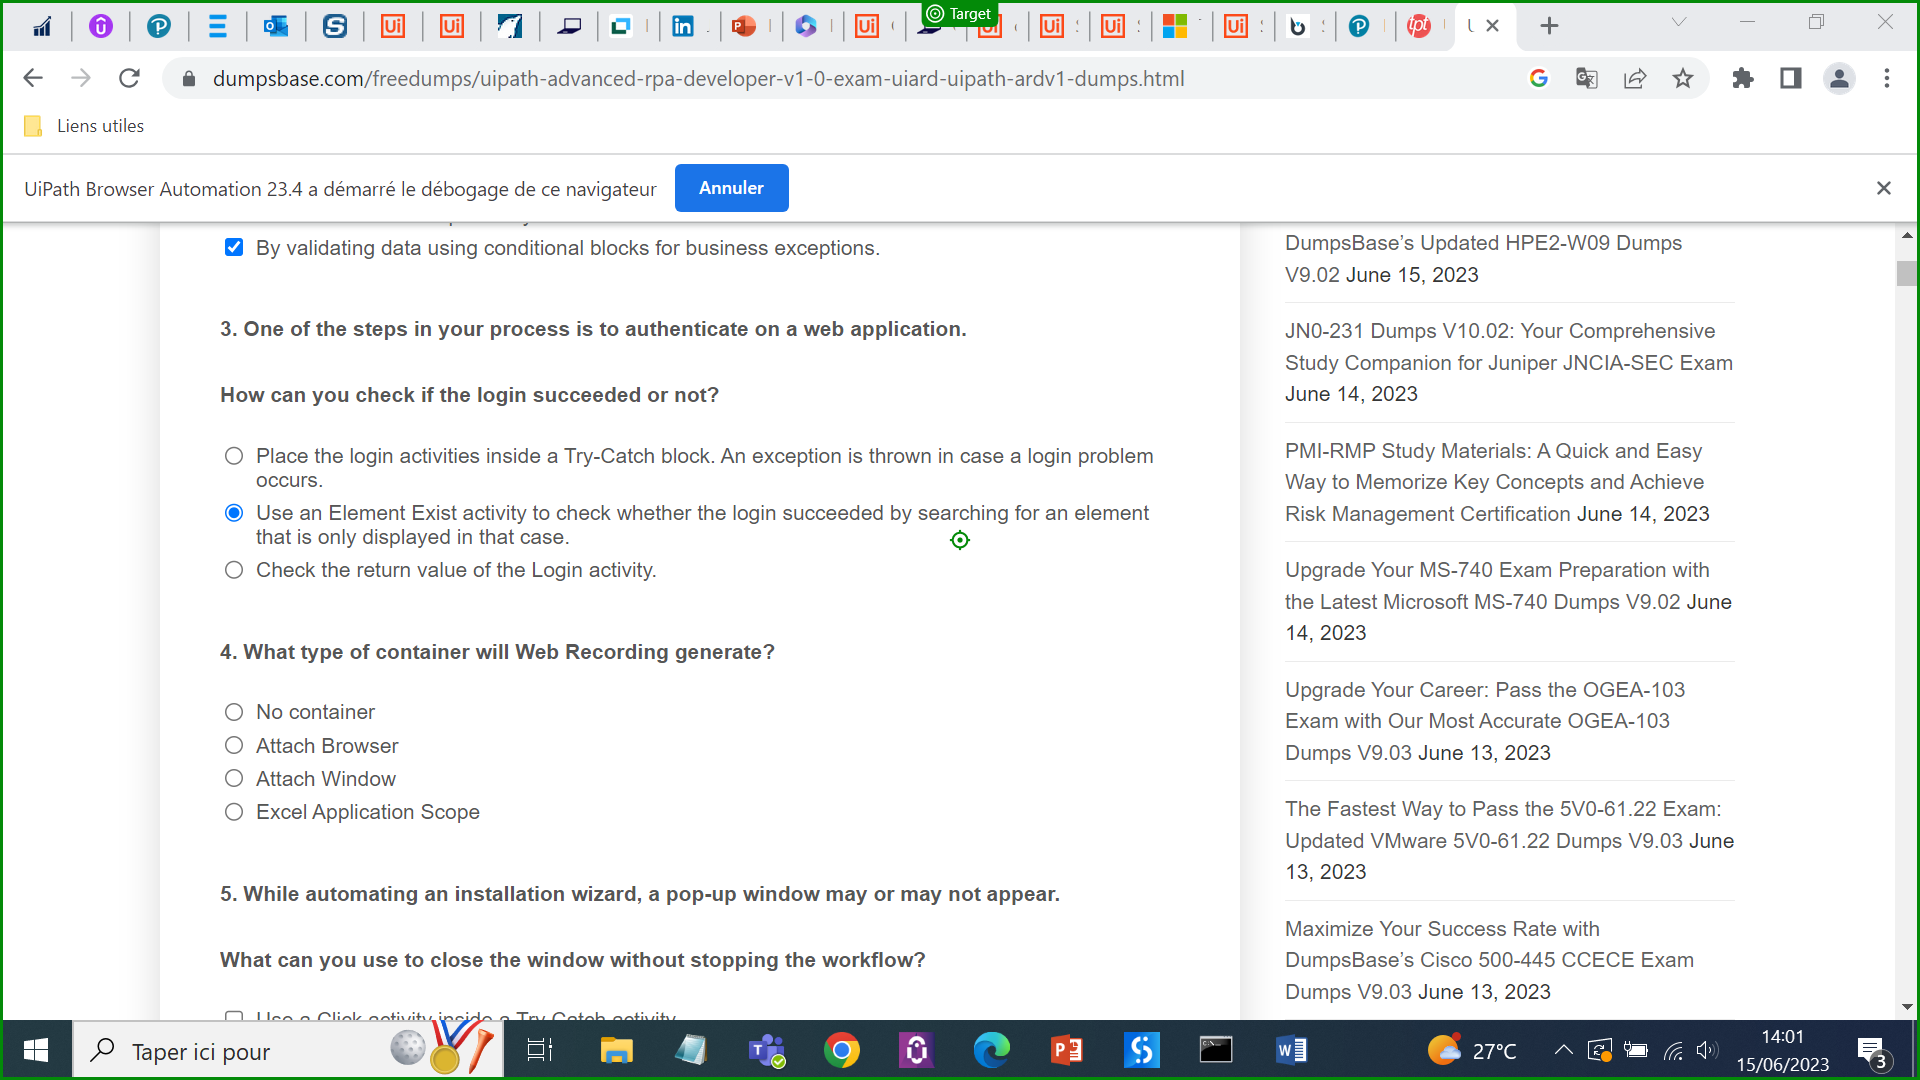 Target
dumpsbase.com/freedumps/uipath-advanced-rpa-developer-v1-0-exam-uiard-uipath-ardv1-dumps.html
Liens utiles
UiPath Browser Automation 23.4 a démarré le débogage de ce navigateur
Annuler
By validating data using conditional blocks for business exceptions.
3. One of the steps in your process is to authenticate on a web application.
How can you check if the login succeeded or not?
Place the login activities inside a Try-Catch block. An exception is thrown in case a login problem
occurs.
Use an Element Exist activity to check whether the login succeeded by searching for an element
that is only displayed in that case.
Check the return value of the Login activity.
4. What type of container will Web Recording generate?
No container
Attach Browser
Attach Window
Excel Application Scope
5. While automating an installation wizard, a pop-up window may or may not appear.
What can you use to close the window without stopping the workflow?
Use a Click activity inside a Try Catch activity
DumpsBase's Updated HPE2-W09 Dumps
V9.02 June 15, 2023
JN0-231 Dumps V10.02: Your Comprehensive
Study Companion for Juniper JNCIA-SEC Exam
June 14, 2023
PMI-RMP Study Materials: A Quick and Easy
Way to Memorize Key Concepts and Achieve
Risk Management Certification June 14, 2023
Upgrade Your MS-740 Exam Preparation with
the Latest Microsoft MS-740 Dumps V9.02 June
14, 2023
Upgrade Your Career: Pass the OGEA-103
Exam with Our Most Accurate OGEA-103
Dumps V9.03 June 13, 2023
The Fastest Way to Pass the 5V0-61.22 Exam:
Updated VMware 5V0-61.22 Dumps V9.03 June
13, 2023
Maximize Your Success Rate with
DumpsBase's Cisco 500-445 CCECE Exam
Dumps V9.03 June 13, 2023
Taper ici pour
27°C
14:01
15/06/2023
3